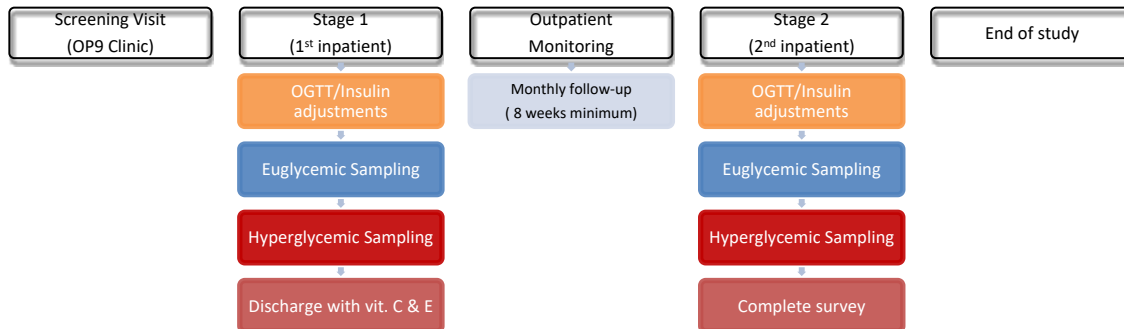 Screening Visit
(OP9 Clinic)
Stage 1
(1st inpatient)
OGTT/Insulin
adjustments
Euglycemic Sampling
Hyperglycemic Sampling
Discharge with vit. C & E
Outpatient
Monitoring
Monthly follow-up
( 8 weeks minimum)
Stage 2
(2nd inpatient)
OGTT/Insulin
adjustments
Euglycemic Sampling
Hyperglycemic Sampling
Complete survey
End of study